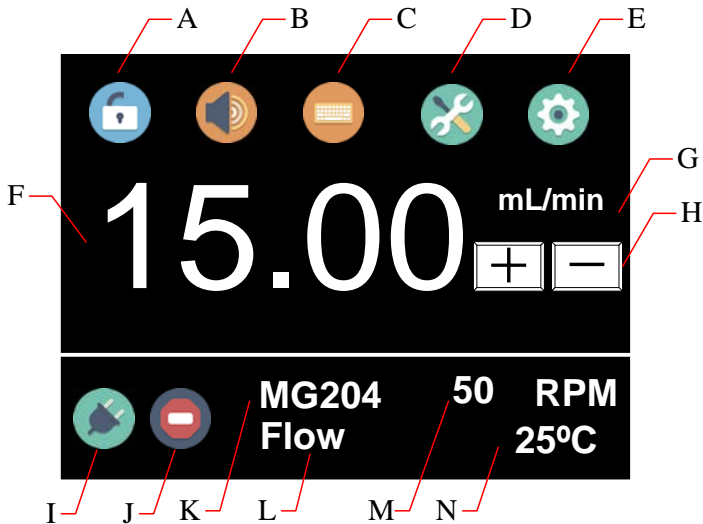 A B C D E
F 15.00 mL/min G
+ − H
MG204 50 RPM
Flow 25ºC
I J K L M N